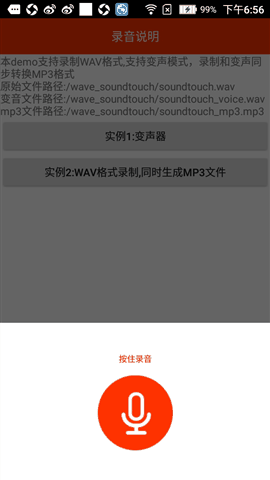 99% 下午6:56
录音说明
本demo支持录制WAV格式,支持变声模式，录制和变声同
步转换MP3格式
原始文件路径:/wave_soundtouch/soundtouch.wav
变音文件路径:/wave_soundtouch/soundtouch_voice.wav
mp3文件路径:/wave_soundtouch/soundtouch_mp3.mp3
实例1:变声器
实例2:WAV格式录制,同时生成MP3文件
按住录音